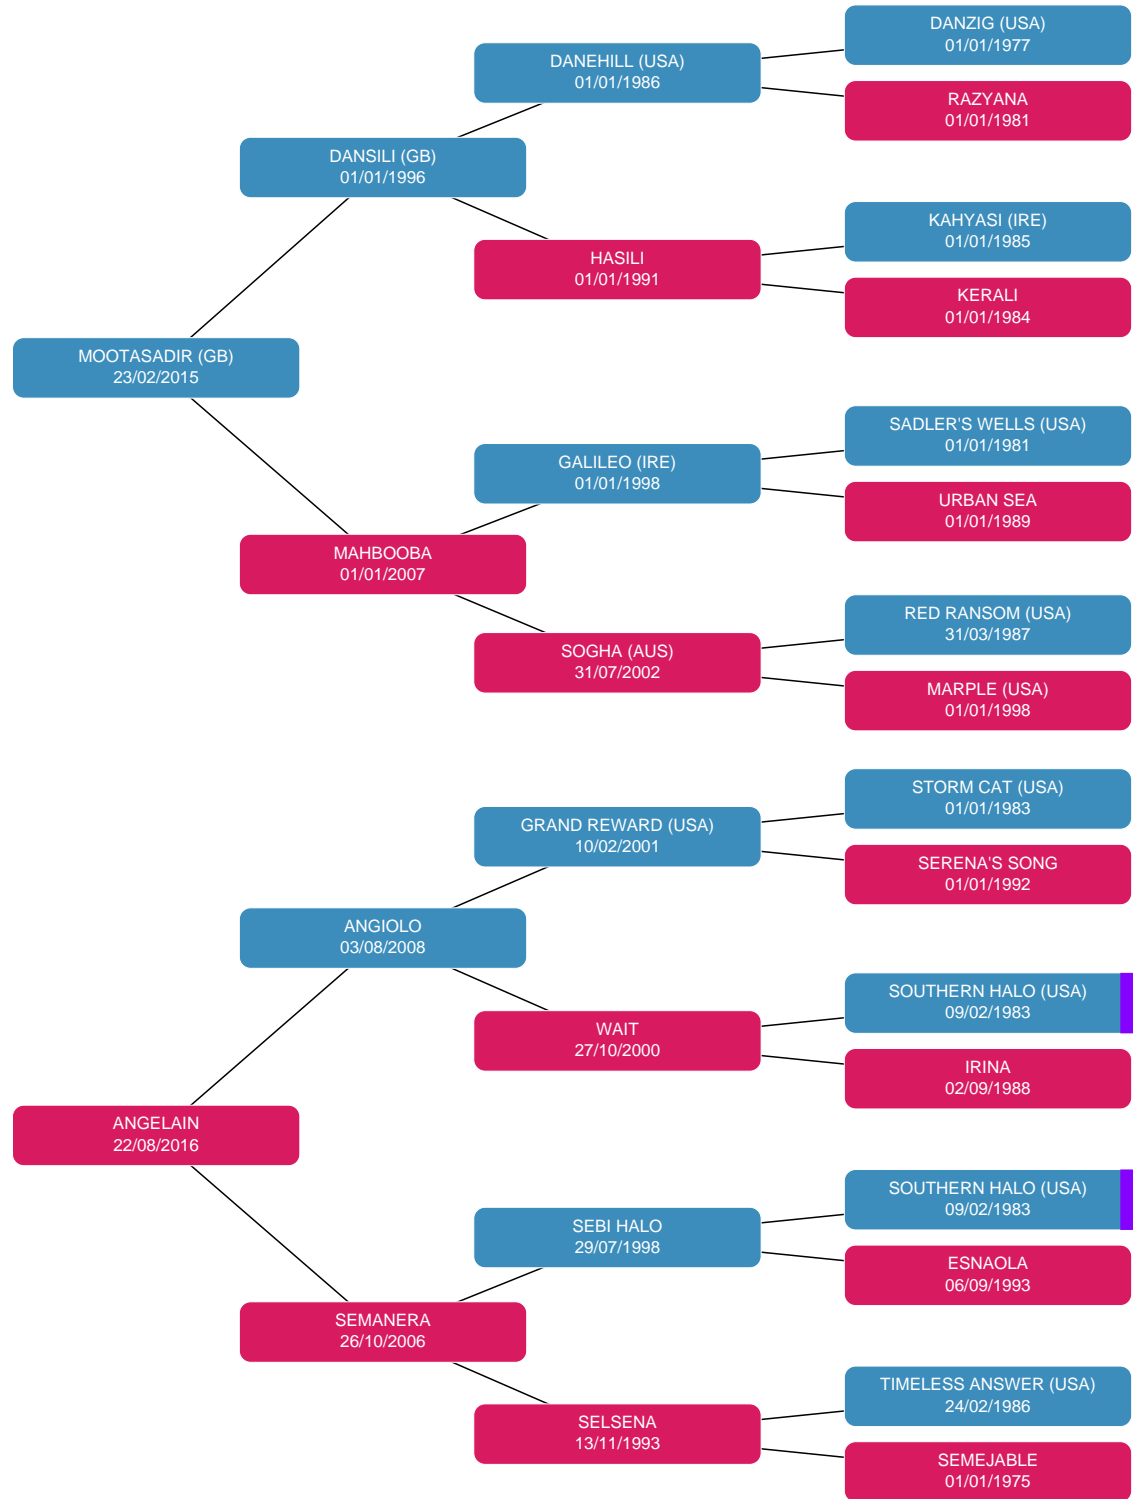 DANZIG (USA)
01/01/1977
DANEHILL (USA)
01/01/1986
RAZYANA
01/01/1981
DANSILI (GB)
01/01/1996
KAHYASI (IRE)
01/01/1985
HASILI
01/01/1991
KERALI
01/01/1984
MOOTASADIR (GB)
23/02/2015
SADLER'S WELLS (USA)
01/01/1981
GALILEO (IRE)
01/01/1998
URBAN SEA
01/01/1989
MAHBOOBA
01/01/2007
RED RANSOM (USA)
31/03/1987
SOGHA (AUS)
31/07/2002
MARPLE (USA)
01/01/1998
STORM CAT (USA)
01/01/1983
GRAND REWARD (USA)
10/02/2001
SERENA'S SONG
01/01/1992
ANGIOLO
03/08/2008
SOUTHERN HALO (USA)
09/02/1983
WAIT
27/10/2000
IRINA
02/09/1988
ANGELAIN
22/08/2016
SOUTHERN HALO (USA)
09/02/1983
SEBI HALO
29/07/1998
ESNAOLA
06/09/1993
SEMANERA
26/10/2006
TIMELESS ANSWER (USA)
24/02/1986
SELSENA
13/11/1993
SEMEJABLE
01/01/1975